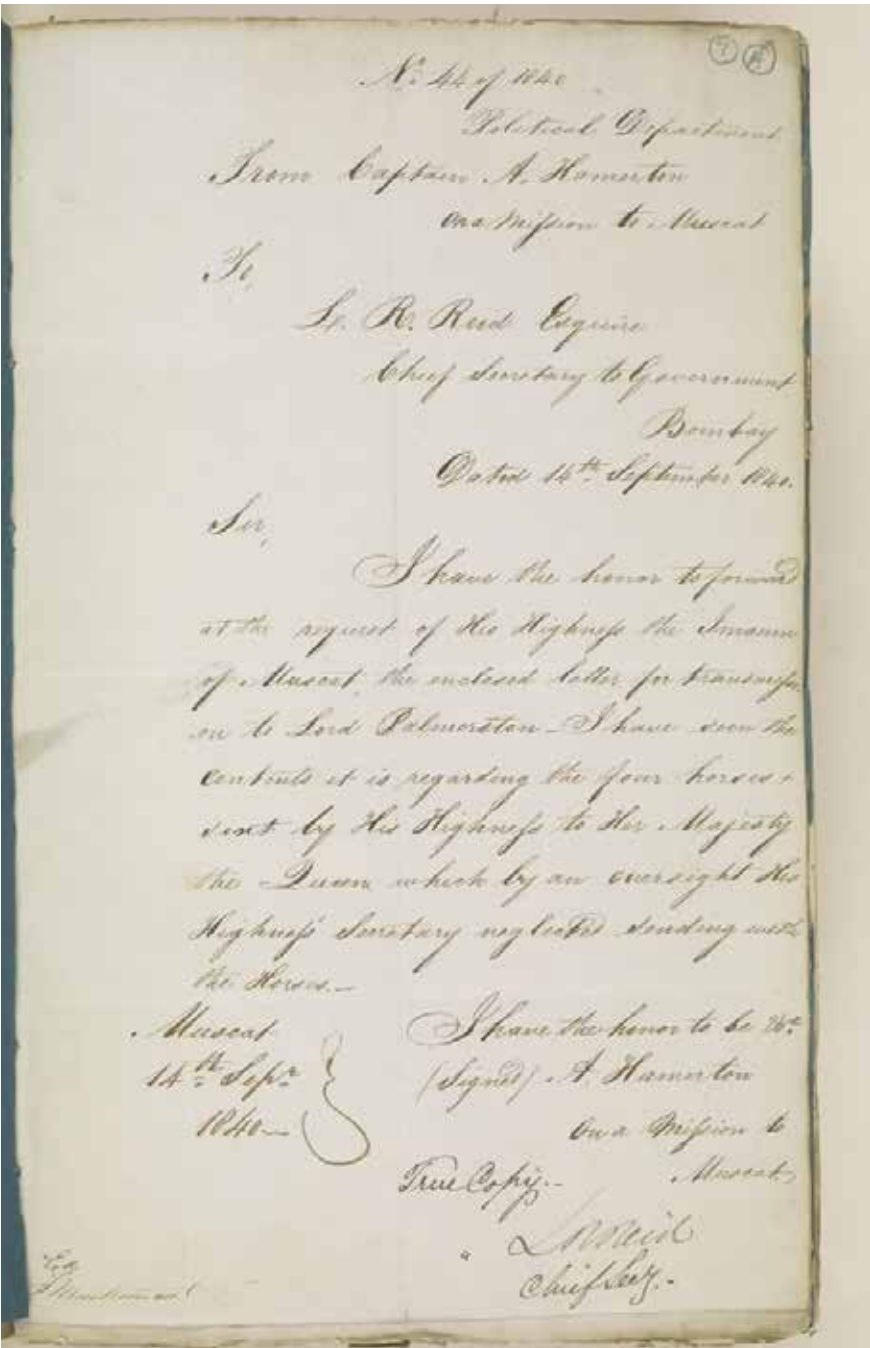 7 14
No. 44 of 1840
Political Department
From Captain A. Hamerton
On a Mission to Muscat
To,
L. R. Reid Esquire
Chief Secretary to Government
Bombay
Dated 14th September 1840.
Sir,
I have the honor to forward
at the request of His Highness the Imaum
of Muscat, the enclosed letter for transmissi
on to Lord Palmerston – I have seen the
contents it is regarding the four horses
sent by His Highness to Her Majesty
the Queen which by an oversight His
Highness' Secretary neglected sending with
the Horses. –
Muscat
14th Sepr.
1840 –
I have the honor to be &ca.
(Signed) A. Hamerton
On a Mission to
Muscat
True Copy. –
L R Reid
Chief Secy. –